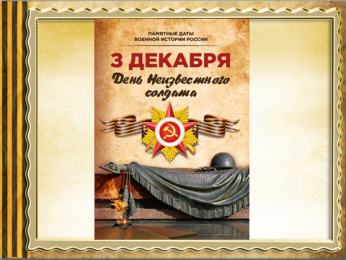 ПАМЯТНЫЕ ДАТЫ
ВОЕННОЙ ИСТОРИИ РОССИИ
3 ДЕКАБРЯ
День Неизвестного
солдата